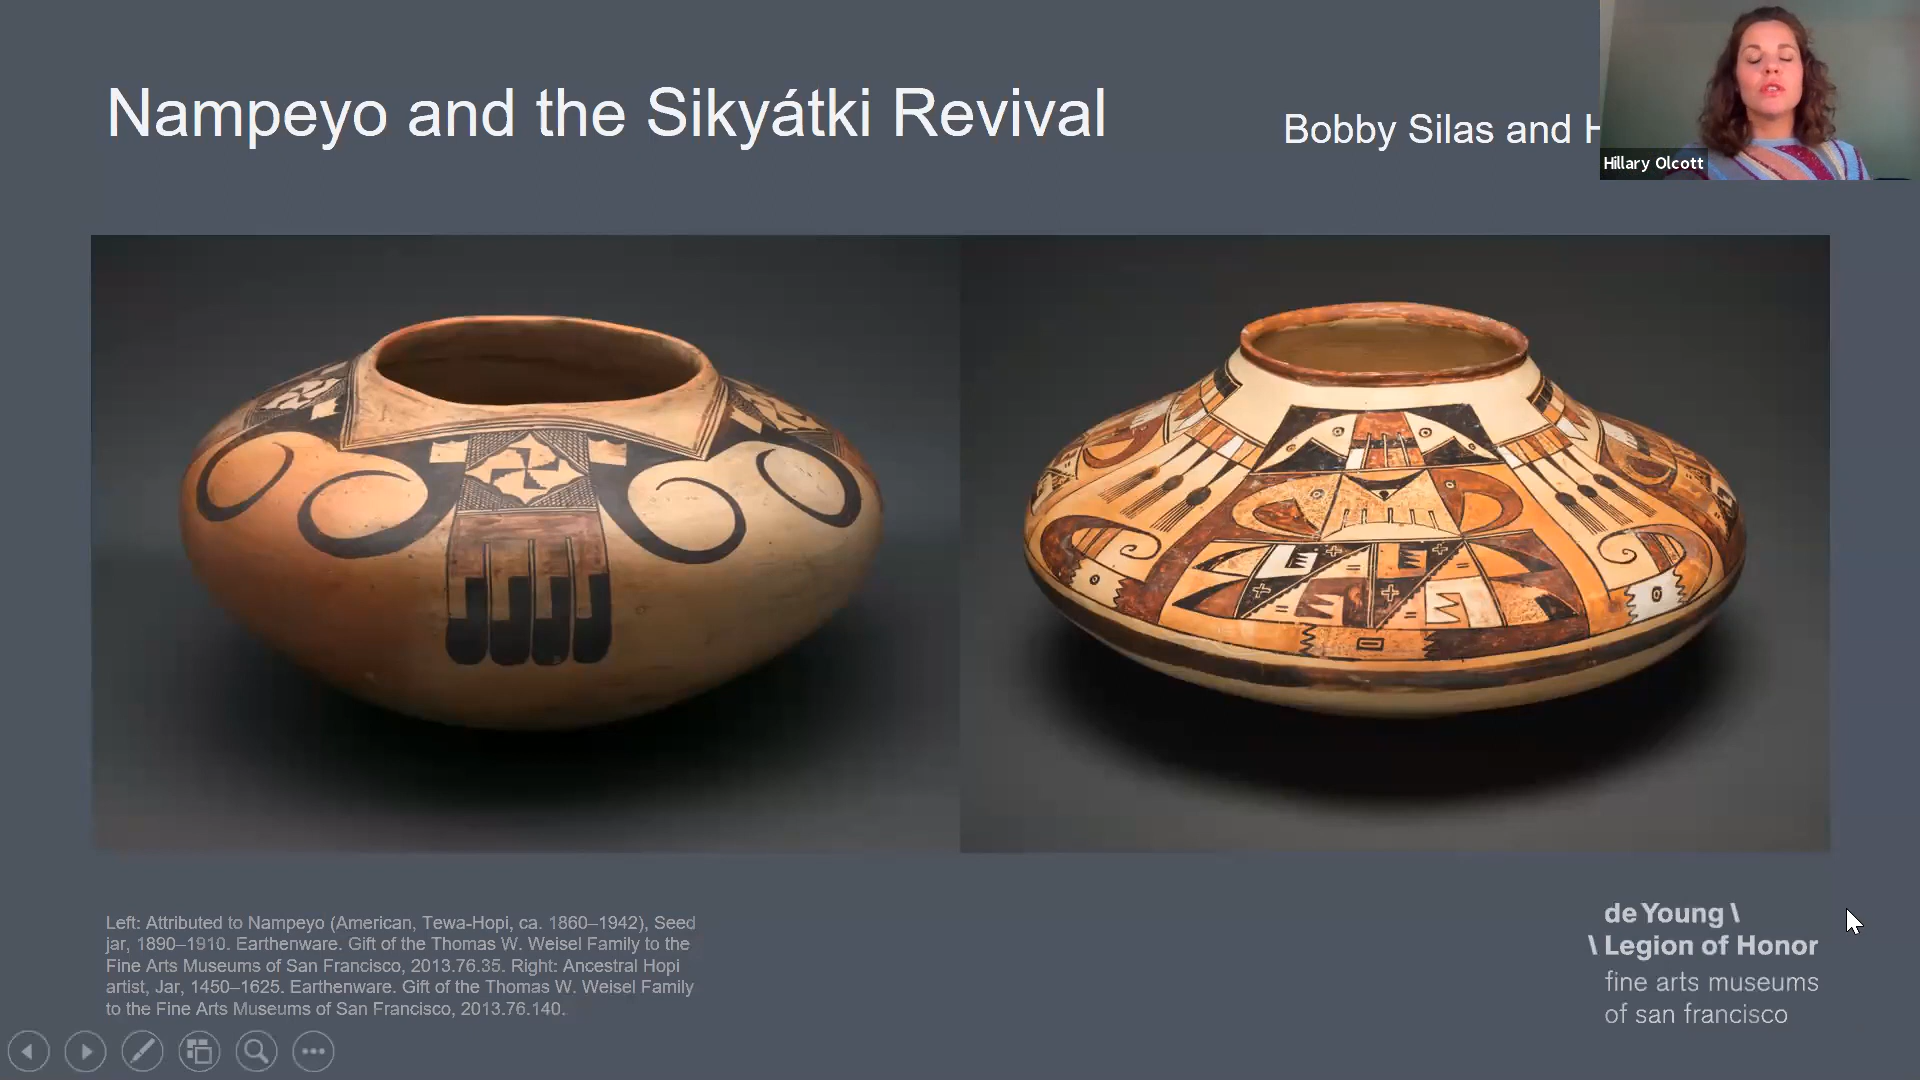 Nampeyo and the Sikyátki Revival
Bobby Silas and
Hillary Olcott
Left: Attributed to Nampeyo (American, Tewa-Hopi, ca. 1860–1942), Seed
jar, 1890–1910. Earthenware. Gift of the Thomas W. Weisel Family to the
Fine Arts Museums of San Francisco, 2013.76.35. Right: Ancestral Hopi
artist, Jar, 1450–1625. Earthenware. Gift of the Thomas W. Weisel Family
to the Fine Arts Museums of San Francisco, 2013.76.140.
de Young \
\ Legion of Honor
fine arts museums
of san francisco